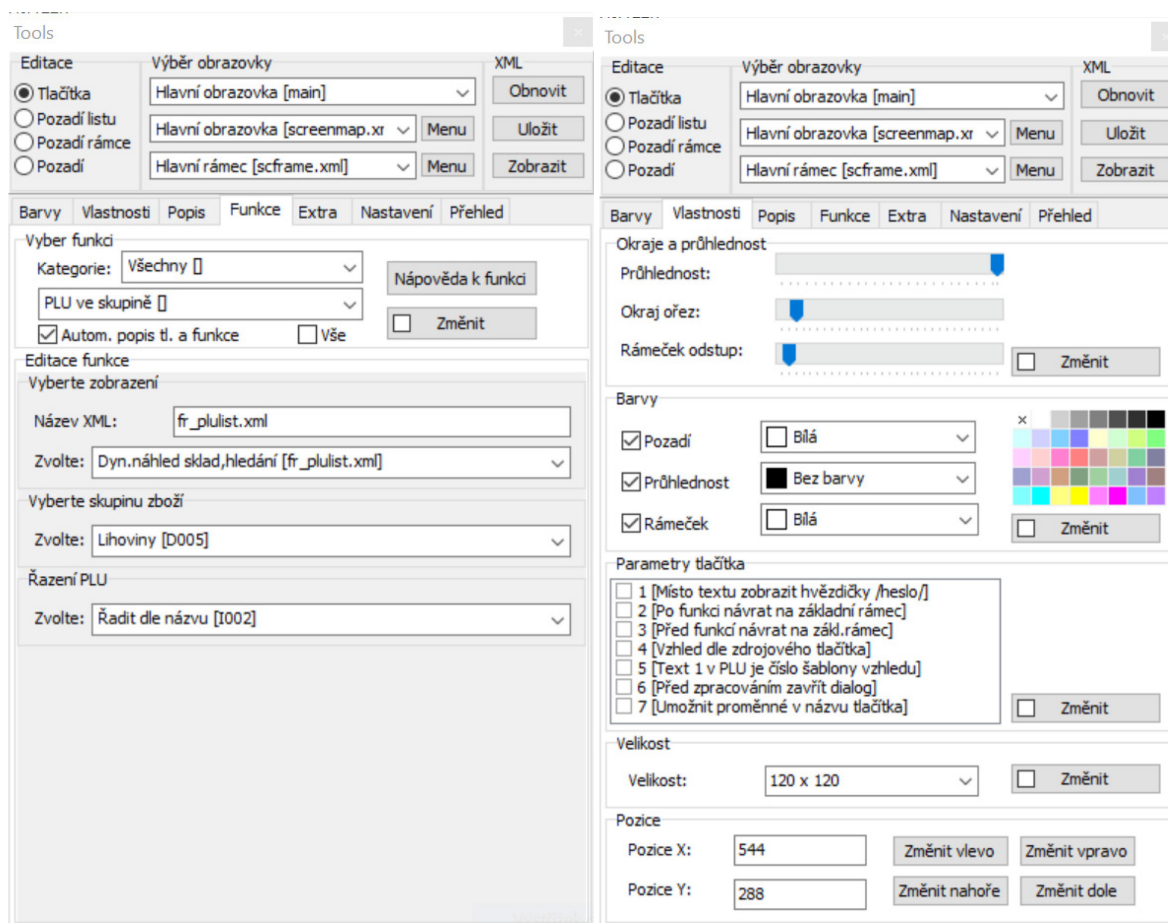 Tools
Editace
Výběr obrazovky
XML
Tlačítka
Hlavní obrazovka [main]
Obnovit
Pozadí listu
Hlavní obrazovka [screenmap.xr
Menu
Uložit
Pozadí rámce
Pozadí
Hlavní rámec [scframe.xml]
Menu
Zobrazit
Barvy Vlastnosti Popis Funkce Extra Nastavení Přehled
Vyber funkci
Kategorie: Všechny []
Nápověda k funkci
PLU ve skupině []
Autom. popis tl. a funkce
Vše
Změnit
Editace funkce
Vyberte zobrazení
Název XML: fr_plulist.xml
Zvolte: Dyn.náhled sklad,hledání [fr_plulist.xml]
Vyberte skupinu zboží
Zvolte: Lihoviny [D005]
Řazení PLU
Zvolte: Řadit dle názvu [I002]
Tools
Editace
Výběr obrazovky
XML
Tlačítka
Hlavní obrazovka [main]
Obnovit
Pozadí listu
Hlavní obrazovka [screenmap.xr
Menu
Uložit
Pozadí rámce
Pozadí
Hlavní rámec [scframe.xml]
Menu
Zobrazit
Barvy Vlastnosti Popis Funkce Extra Nastavení Přehled
Okraje a průhlednost
Průhlednost:
Okraj ořez:
Rámeček odstup:
Změnit
Barvy
Pozadí
Bílá
Průhlednost
Bez barvy
Rámeček
Bílá
Změnit
Parametry tlačítka
1 [Místo textu zobrazit hvězdičky /heslo/]
2 [Po funkci návrat na základní rámec]
3 [Před funkcí návrat na zákl.rámec]
4 [Vzhled dle zdrojového tlačítka]
5 [Text 1 v PLU je číslo šablony vzhledu]
6 [Před zpracováním zavřít dialog]
7 [Umožnit proměnné v názvu tlačítka]
Změnit
Velikost
Velikost: 120 x 120
Změnit
Pozice
Pozice X: 544
Změnit vlevo
Změnit vpravo
Pozice Y: 288
Změnit nahoře
Změnit dole